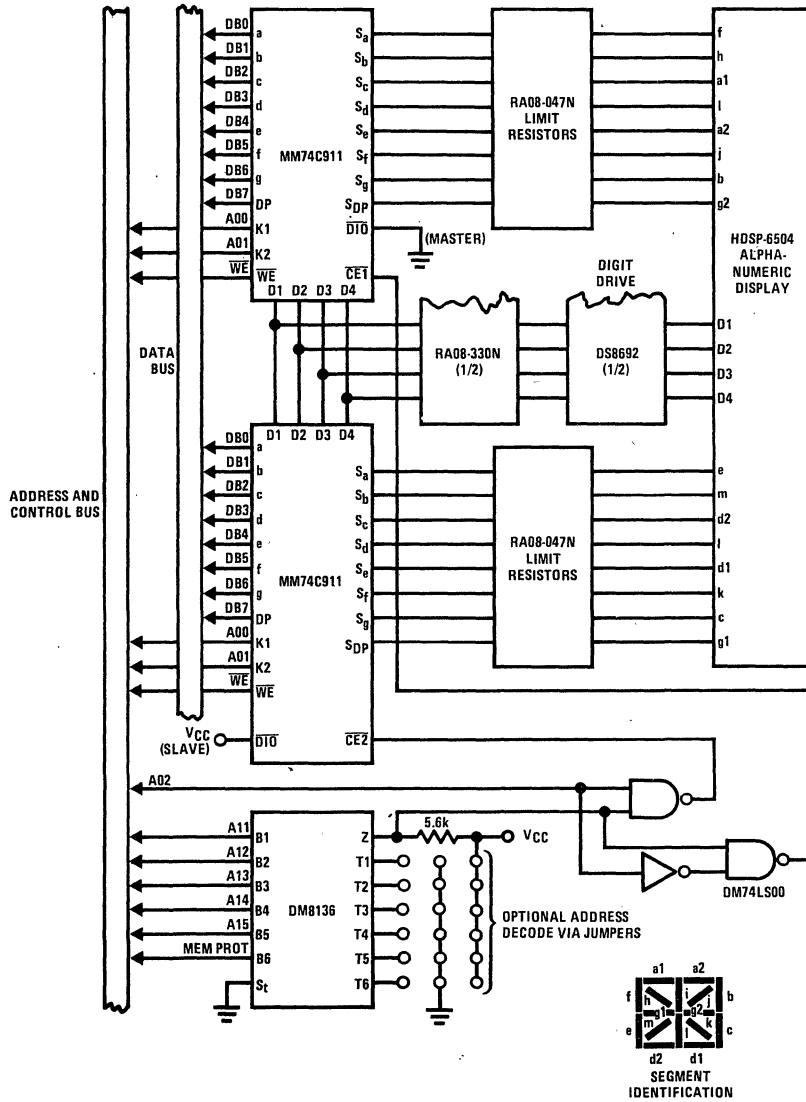 DB0 a Sa f
DB1 b Sb h
DB2 c Sc a1
DB3 d Sd l
DB4 e Se a2
DB5 f Sf j
DB6 g Sg b
DB7 DP SDP g2
MM74C911
RA08-047N
LIMIT
RESISTORS
A00 K1 DIO
(MASTER)
A01 K2
WE WE CE1
D1 D2 D3 D4
HDSP-6504
ALPHA-
NUMERIC
DISPLAY
DIGIT
DRIVE
DATA
BUS
RA08-330N
(1/2)
DS8692
(1/2)
D1
D2
D3
D4
D1 D2 D3 D4
DB0 a Sa e
DB1 b Sb m
DB2 c Sc d2
DB3 d Sd l
DB4 e Se d1
DB5 f Sf k
DB6 g Sg c
DB7 DP
SDP g1
MM74C911
RA08-047N
LIMIT
RESISTORS
ADDRESS AND
CONTROL BUS
A00 K1
A01 K2
WE WE
VCC
(SLAVE)
DIO CE2
A02
5.6k
VCC
A11 B1 Z
A12 B2 T1
A13 B3 T2
A14 B4 T3
A15 B5 T4
MEM PROT B6 T5
St T6
DM8136
OPTIONAL ADDRESS
DECODE VIA JUMPERS
DM74LS00
a1 a2
f h i j b
g1 g2
e m l k c
d2 d1
SEGMENT
IDENTIFICATION